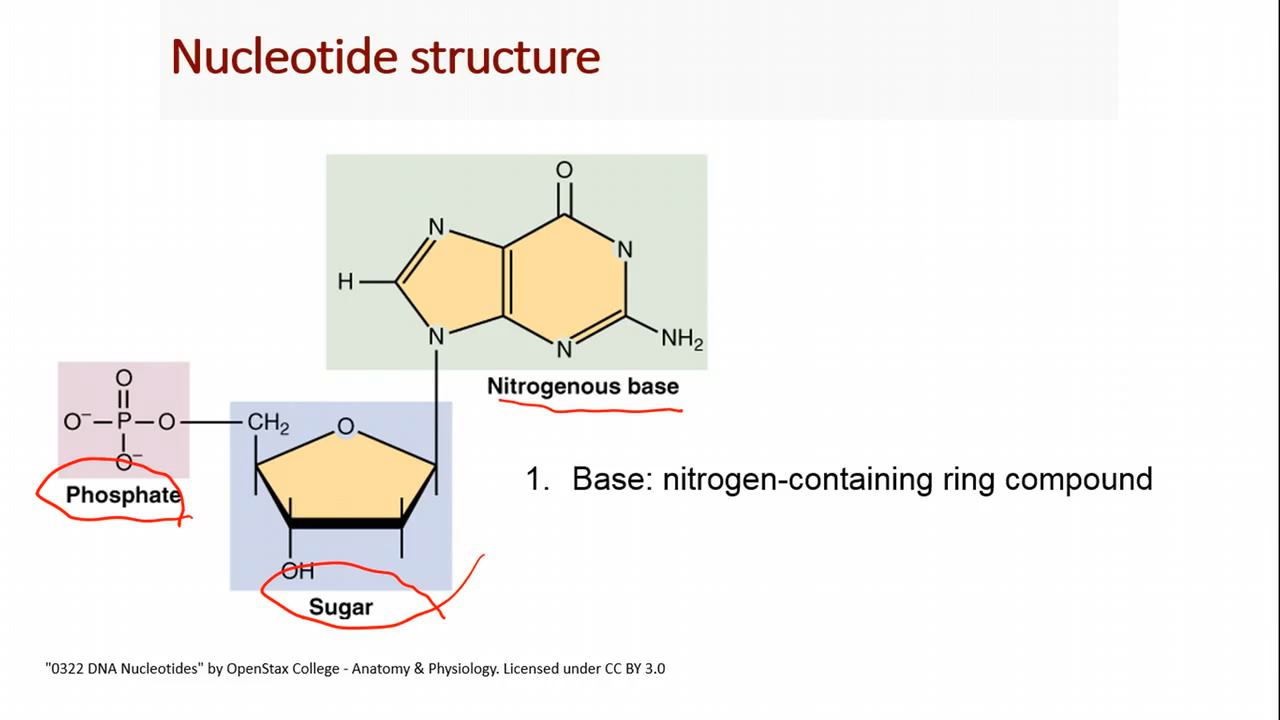 Nucleotide structure
O
N
N
H
N
N
NH₂
Nitrogenous base
O
O⁻ P O
O⁻
Phosphate
CH₂
O
OH
Sugar
1. Base: nitrogen-containing ring compound
"0322 DNA Nucleotides" by OpenStax College - Anatomy & Physiology. Licensed under CC BY 3.0